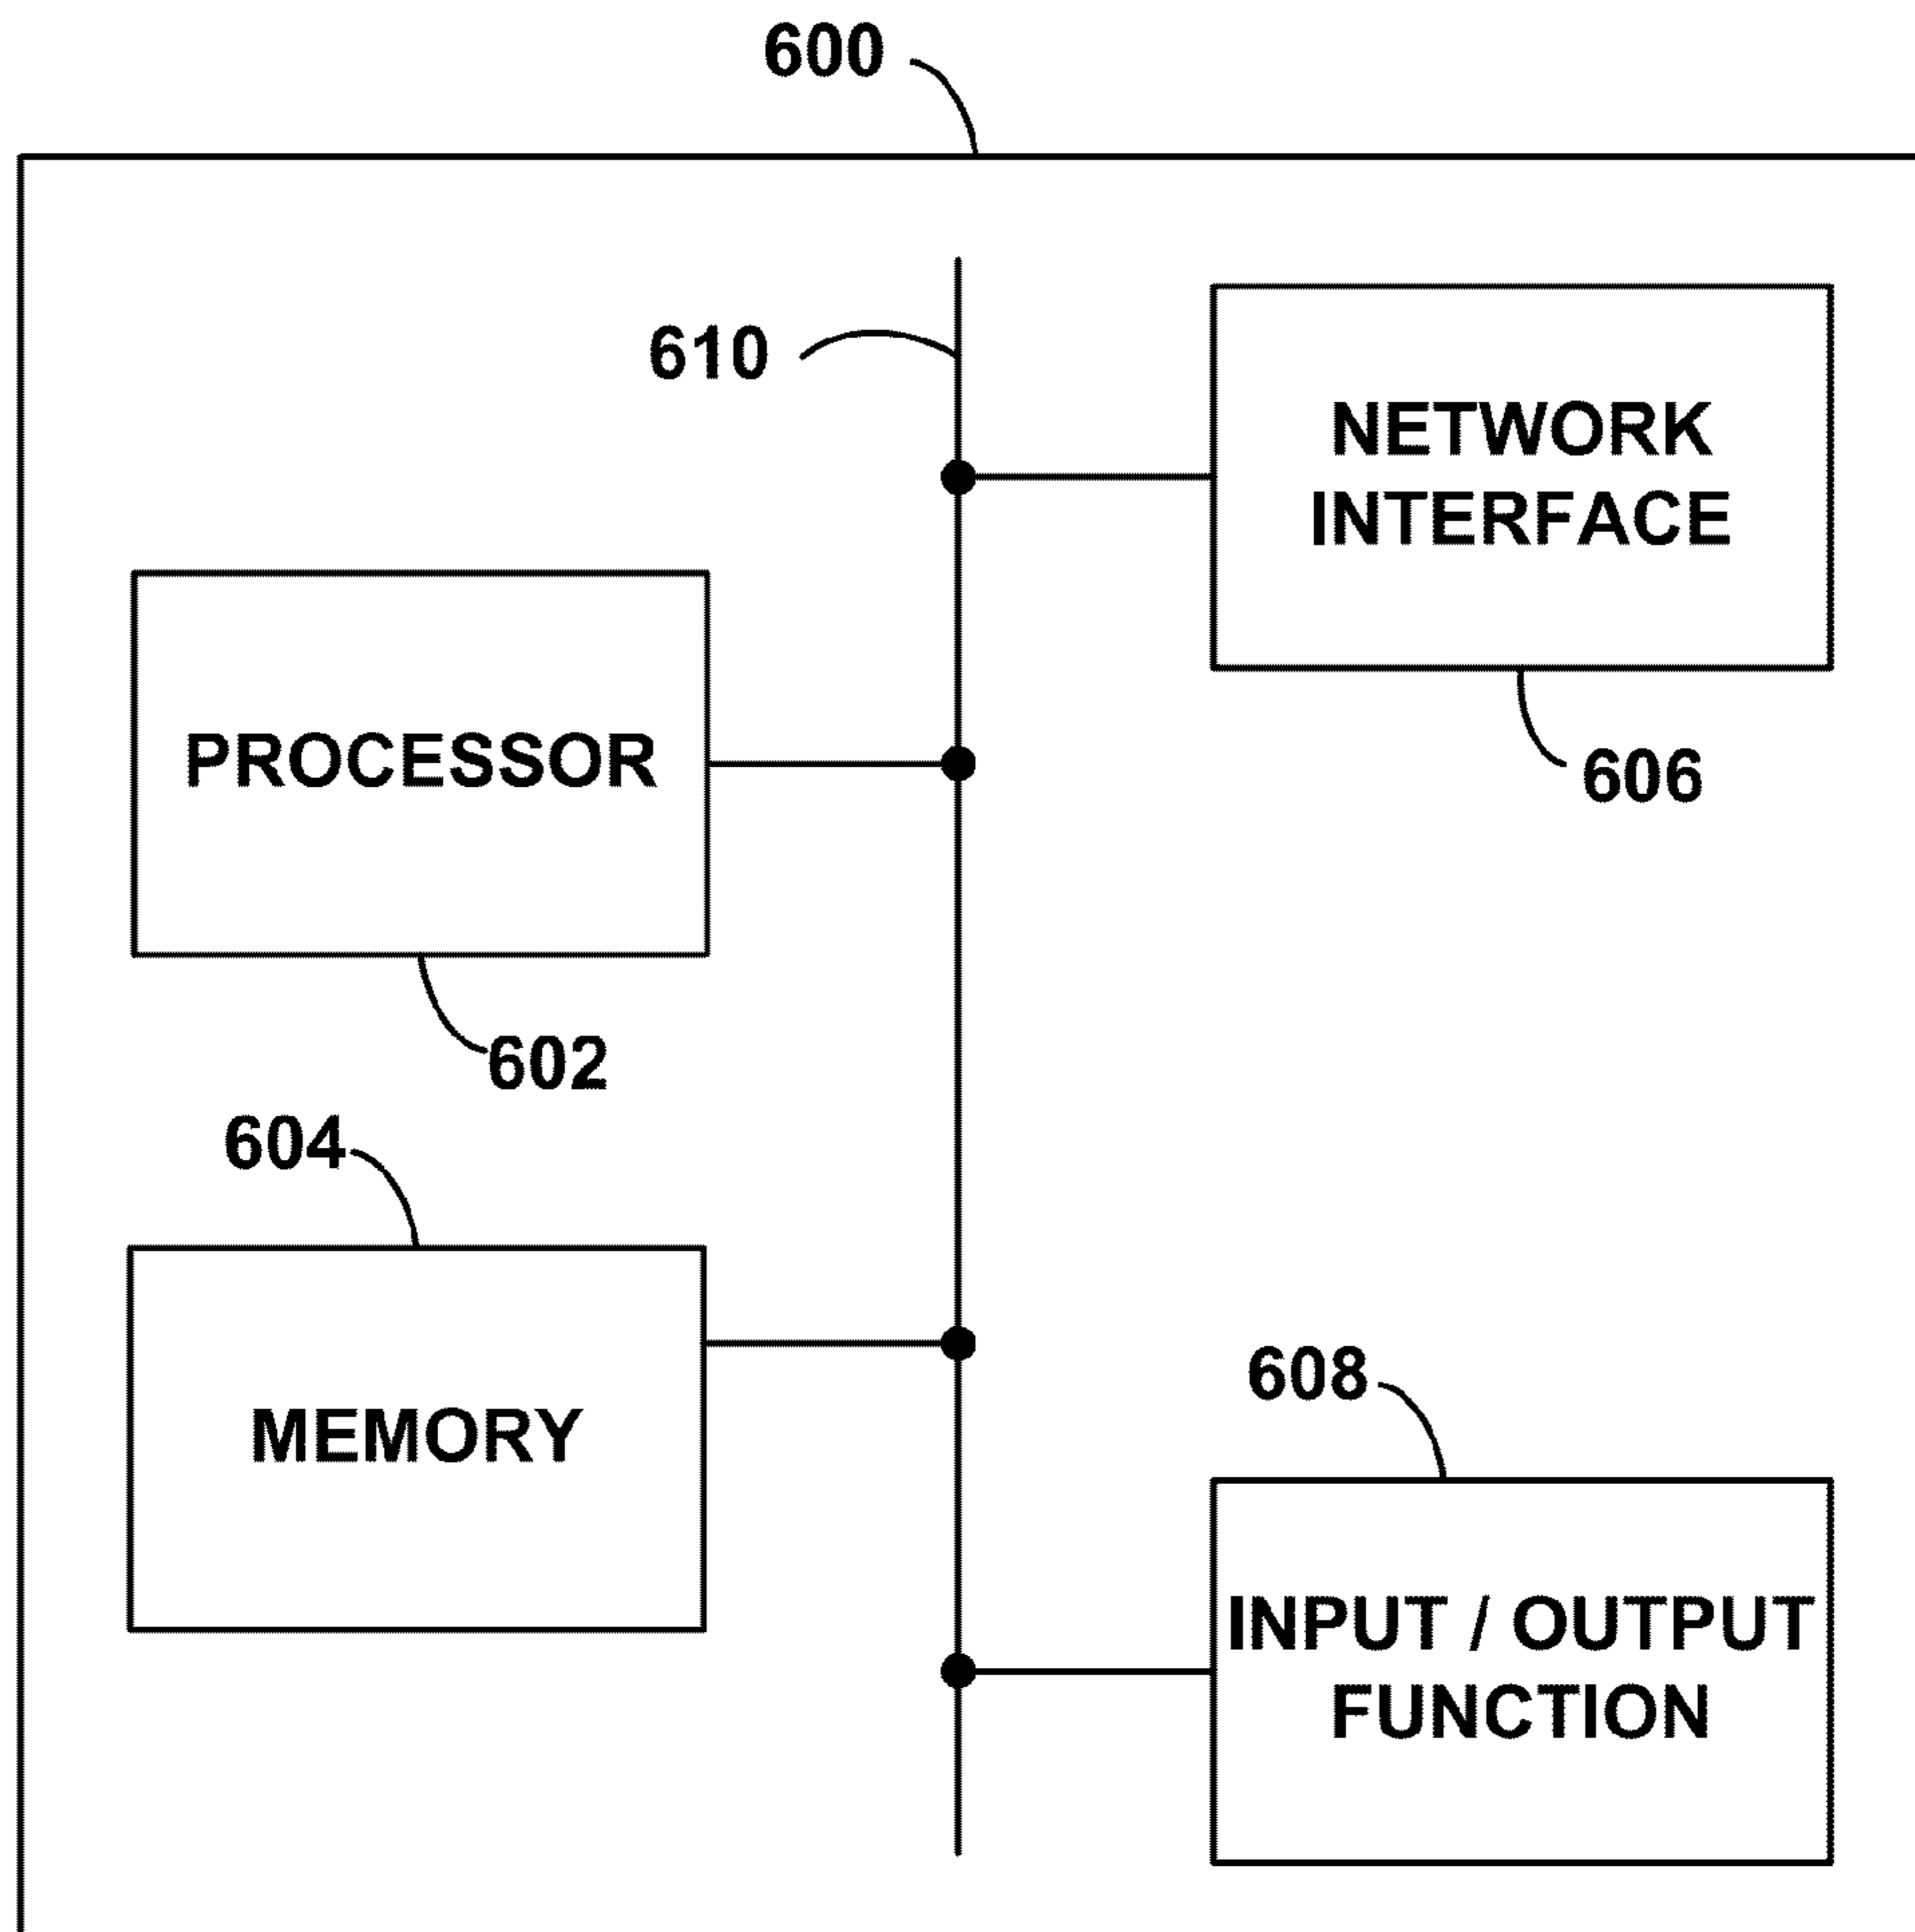 600
610
NETWORK
INTERFACE
606
PROCESSOR
602
604
MEMORY
608
INPUT / OUTPUT
FUNCTION